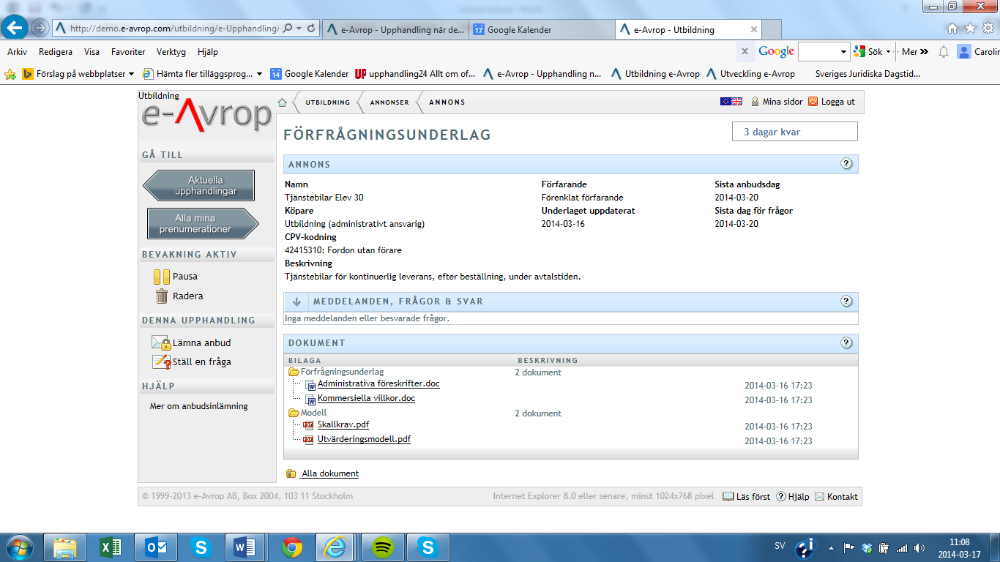 http://demo.e-avrop.com/utbildning/e-Upphandling/
e-Avrop - Upphandling när de...
17 Google Kalender
e-Avrop - Utbildning
Arkiv Redigera Visa Favoriter Verktyg Hjälp
Google Sök Mer Carolin
Förslag på webbplatser Hämta fler tilläggsprog... 14 Google Kalender UP upphandling24 Allt om of... e-Avrop - Upphandling n... Utbildning e-Avrop Utveckling e-Avrop Sveriges Juridiska Dagstid...
Utbildning
e-Avrop
UTBILDNING ANNONSER ANNONS
Mina sidor Logga ut
FÖRFRÅGNINGSUNDERLAG
3 dagar kvar
GÅ TILL
Aktuella
upphandlingar
Alla mina
prenumerationer
BEVAKNING AKTIV
Pausa
Radera
DENNA UPPHANDLING
Lämna anbud
Ställ en fråga
HJÄLP
Mer om anbudsinlämning
ANNONS ?
Namn Förfarande Sista anbudsdag
Tjänstebilar Elev 30 Förenklat förfarande 2014-03-20
Köpare Underlaget uppdaterat Sista dag för frågor
Utbildning (administrativt ansvarig) 2014-03-16 2014-03-20
CPV-kodning
42415310: Fordon utan förare
Beskrivning
Tjänstebilar för kontinuerlig leverans, efter beställning, under avtalstiden.
MEDDELANDEN, FRÅGOR & SVAR ?
Inga meddelanden eller besvarade frågor.
DOKUMENT ?
BILAGA BESKRIVNING
Förfrågningsunderlag 2 dokument
Administrativa föreskrifter.doc 2014-03-16 17:23
Kommersiella villkor.doc 2014-03-16 17:23
Modell 2 dokument
PDF Skallkrav.pdf 2014-03-16 17:23
PDF Utvärderingsmodell.pdf 2014-03-16 17:23
Alla dokument
© 1999-2013 e-Avrop AB, Box 2004, 103 11 Stockholm Internet Explorer 8.0 eller senare, minst 1024x768 pixel Läs först ? Hjälp Kontakt
SV
11:08
2014-03-17